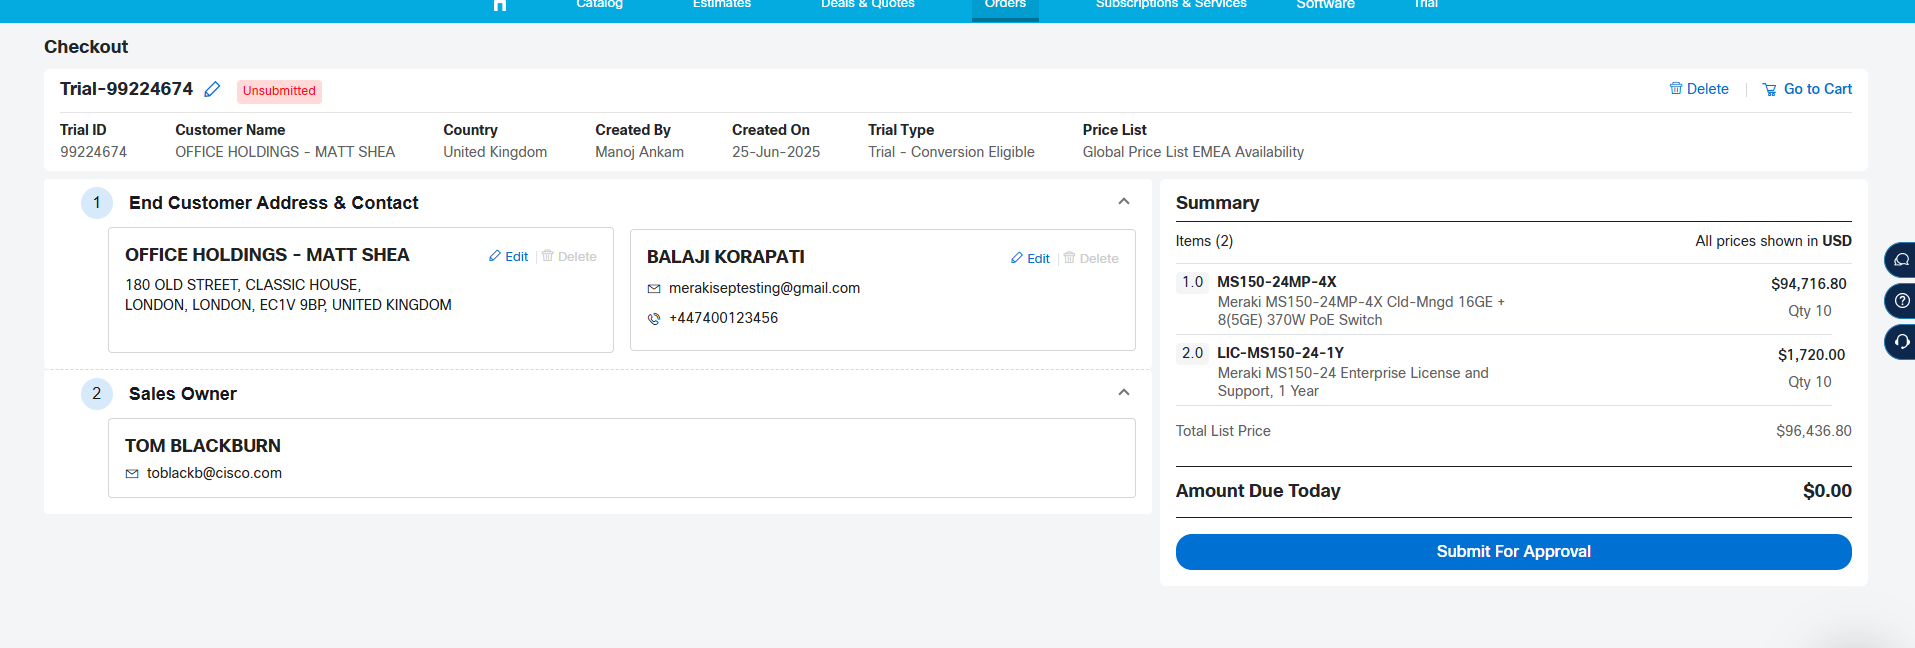 Catalog Estimates Deals & Quotes Orders Subscriptions & Services Software Trial
Checkout
Trial-99224674 Unsubmitted Delete Go to Cart
Trial ID Customer Name Country Created By Created On Trial Type Price List
99224674 OFFICE HOLDINGS - MATT SHEA United Kingdom Manoj Ankam 25-Jun-2025 Trial - Conversion Eligible Global Price List EMEA Availability
1 End Customer Address & Contact
OFFICE HOLDINGS - MATT SHEA Edit Delete
180 OLD STREET, CLASSIC HOUSE,
LONDON, LONDON, EC1V 9BP, UNITED KINGDOM
BALAJI KORAPATI Edit Delete
merakiseptesting@gmail.com
+447400123456
2 Sales Owner
TOM BLACKBURN
toblackb@cisco.com
Summary
Items (2) All prices shown in USD
1.0 MS150-24MP-4X $94,716.80
Meraki MS150-24MP-4X Cld-Mngd 16GE +
8(5GE) 370W PoE Switch
Qty 10
2.0 LIC-MS150-24-1Y $1,720.00
Meraki MS150-24 Enterprise License and
Support, 1 Year
Qty 10
Total List Price $96,436.80
Amount Due Today $0.00
Submit For Approval